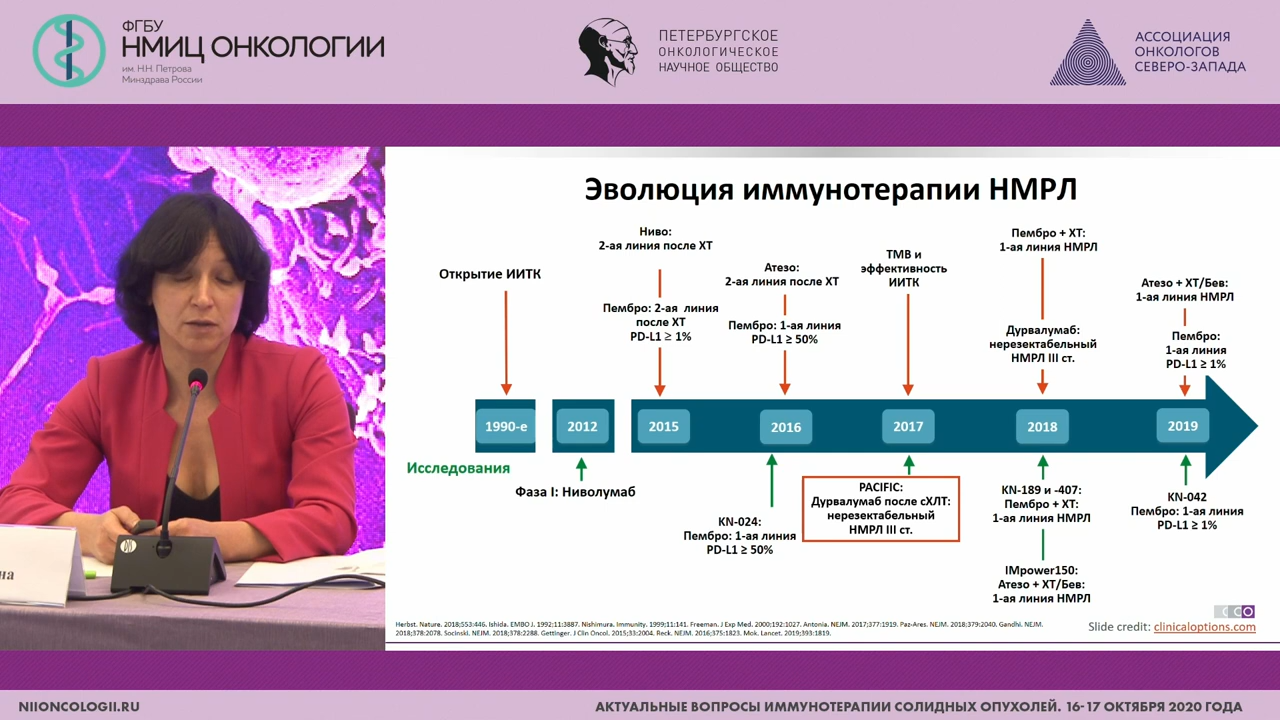 ФГБУ
НМИЦ ОНКОЛОГИИ
им. Н.Н. Петрова
Минздрава России
ПЕТЕРБУРГСКОЕ
ОНКОЛОГИЧЕСКОЕ
НАУЧНОЕ ОБЩЕСТВО
АССОЦИАЦИЯ
ОНКОЛОГОВ
СЕВЕРО-ЗАПАДА
Эволюция иммунотерапии НМРЛ
Открытие ИИТК
Ниво:
2-ая линия после ХТ
Пембро: 2-ая линия
после ХТ
PD-L1 ≥ 1%
Атезо:
2-ая линия после ХТ
Пембро: 1-ая линия
PD-L1 ≥ 50%
ТМВ и
эффективность
ИИТК
Пембро + ХТ:
1-ая линия НМРЛ
Дурвалумаб:
нерезектабельный
НМРЛ III ст.
Атезо + ХТ/Бев:
1-ая линия НМРЛ
Пембро:
1-ая линия
PD-L1 ≥ 1%
1990-е
2012
2015
2016
2017
2018
2019
Исследования
Фаза I: Ниволумаб
KN-024:
Пембро: 1-ая линия
PD-L1 ≥ 50%
PACIFIC:
Дурвалумаб после сХЛТ:
нерезектабельный
НМРЛ III ст.
KN-189 и -407:
Пембро + ХТ:
1-ая линия НМРЛ
IMpower150:
Атезо + ХТ/Бев:
1-ая линия НМРЛ
KN-042
Пембро: 1-ая линия
PD-L1 ≥ 1%
на
Herbst. Nature. 2018;553:446. Ishida. EMBO J. 1992;11:3887. Nishimura. Immunity. 1999;11:141. Freeman. J Exp Med. 2000;192:1027. Antonia. NEJM. 2017;377:1919. Paz-Ares. NEJM. 2018;379:2040. Gandhi. NEJM.
2018;378:2078. Socinski. NEJM. 2018;378:2288. Gettinger. J Clin Oncol. 2015;33:2004. Reck. NEJM. 2016;375:1823. Mok. Lancet. 2019;393:1819.
CCO
Slide credit: clinicaloptions.com
NIIONCOLOGII.RU
АКТУАЛЬНЫЕ ВОПРОСЫ ИММУНОТЕРАПИИ СОЛИДНЫХ ОПУХОЛЕЙ. 16-17 ОКТЯБРЯ 2020 ГОДА